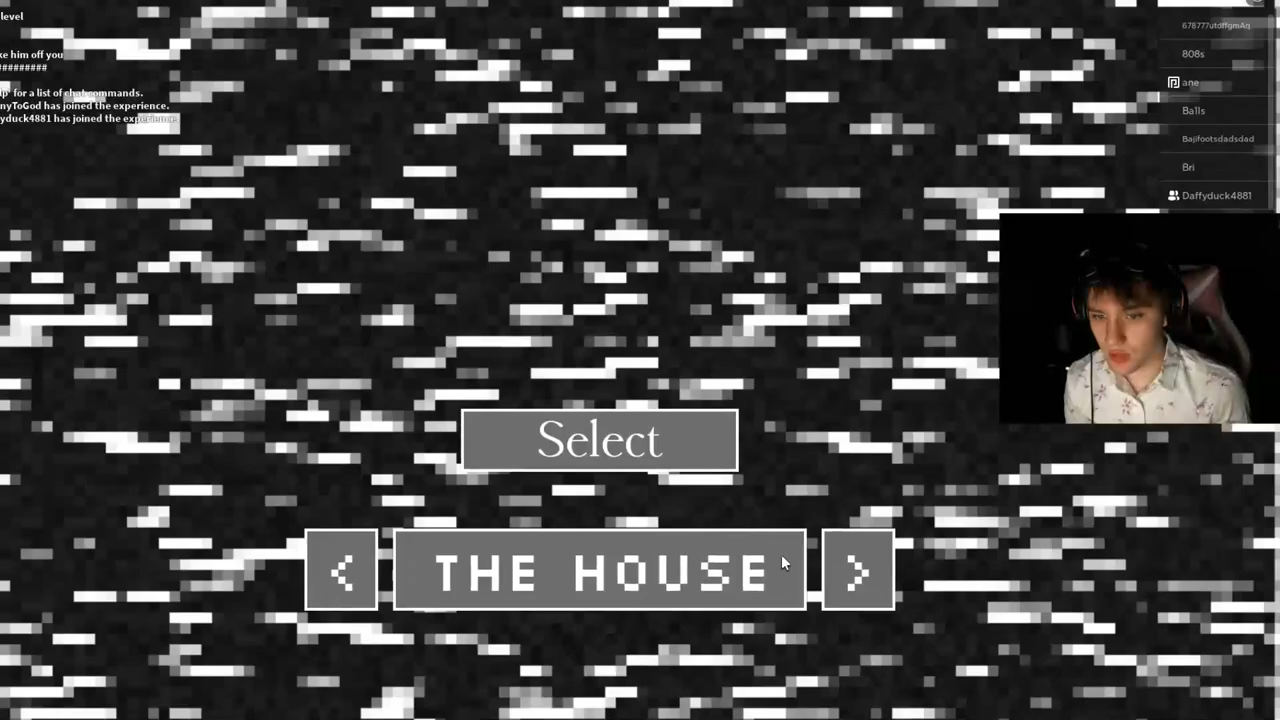 level
ke him off you
#########
lp' for a list of chat commands.
nyToGod has joined the experience.
yduck4881 has joined the experience
678777utdffgmAq
808s
ane
Balls
Bajifootsdadsdad
Bri
Daffyduck4881
Select
< THE HOUSE >